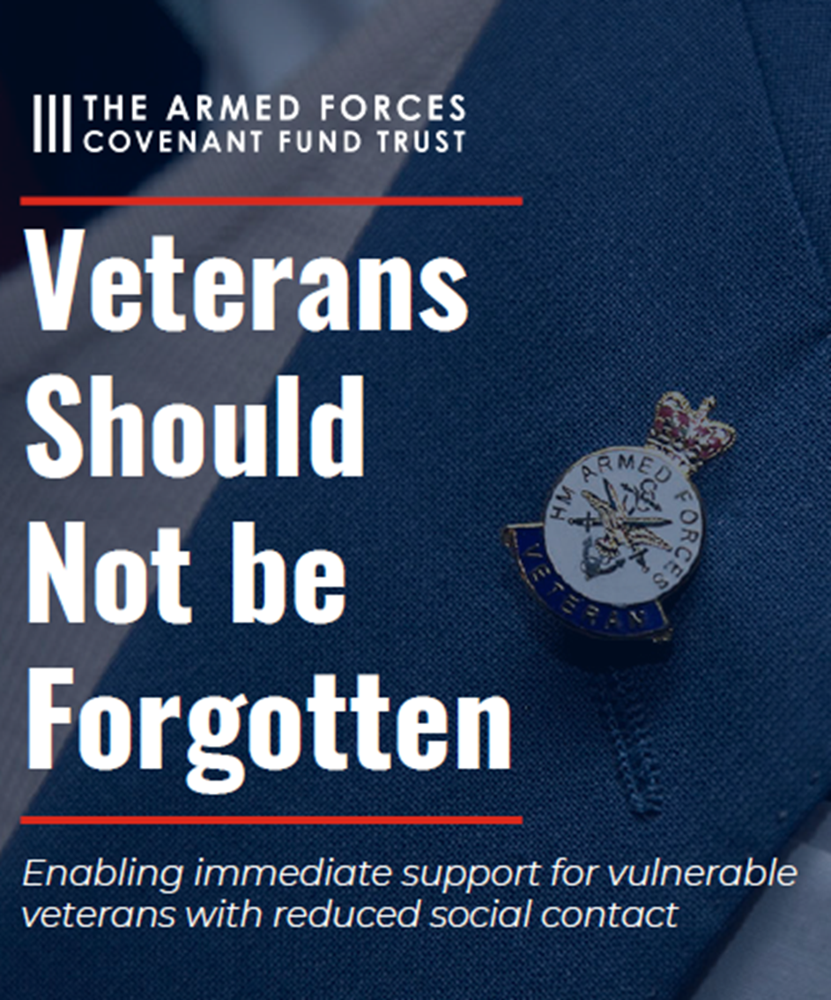 THE ARMED FORCES
COVENANT FUND TRUST
Veterans
Should
Not be
Forgotten
HM ARMED FORCES
VETERAN
Enabling immediate support for vulnerable
veterans with reduced social contact